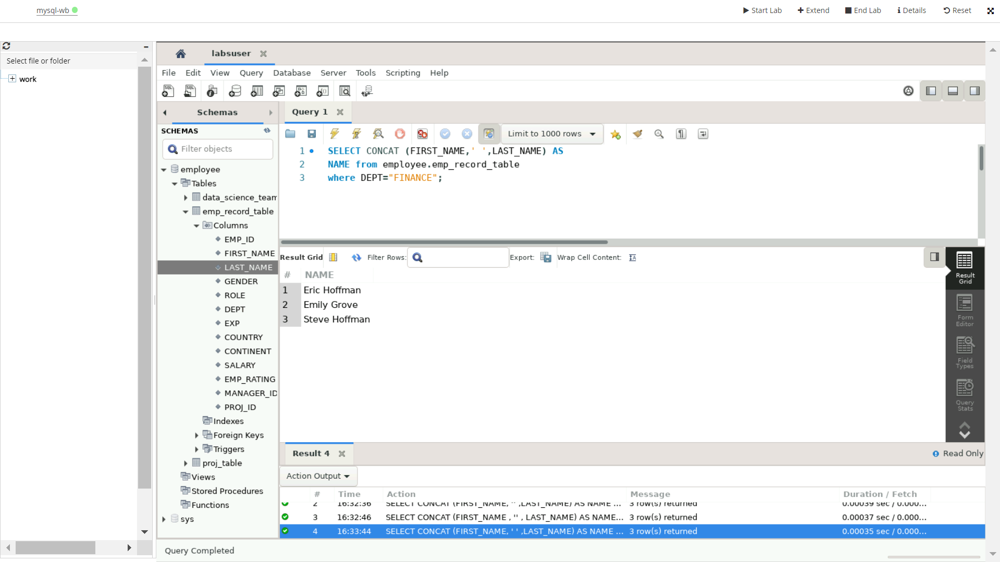 mysql-wb
Start Lab
Extend
End Lab
Details
Reset
Select file or folder
work
labsuser
File Edit View Query Database Server Tools Scripting Help
Schemas
Query 1
SCHEMAS
Filter objects
employee
Tables
data_science_team
emp_record_table
Columns
EMP_ID
FIRST_NAME
LAST_NAME
GENDER
ROLE
DEPT
EXP
COUNTRY
CONTINENT
SALARY
EMP_RATING
MANAGER_ID
PROJ_ID
Indexes
Foreign Keys
Triggers
proj_table
Views
Stored Procedures
Functions
sys
Limit to 1000 rows
1 SELECT CONCAT (FIRST_NAME,' ',LAST_NAME) AS
2 NAME from employee.emp_record_table
3 where DEPT="FINANCE";
Result Grid Filter Rows: Export: Wrap Cell Content:
# NAME
1 Eric Hoffman
2 Emily Grove
3 Steve Hoffman
Result
Grid
Form
Editor
Field
Types
Query
Stats
Result 4
Read Only
Action Output
# Time Action Message Duration / Fetch
2 16:32:36 SELECT CONCAT (FIRST_NAME, '' ,LAST_NAME) AS NAME ... 3 row(s) returned 0.00039 sec / 0.000...
3 16:32:46 SELECT CONCAT (FIRST_NAME , '' , LAST_NAME) AS NAME... 3 row(s) returned 0.00037 sec / 0.000...
4 16:33:44 SELECT CONCAT (FIRST_NAME, ' ' ,LAST_NAME) AS NAME ... 3 row(s) returned 0.00035 sec / 0.000...
Query Completed